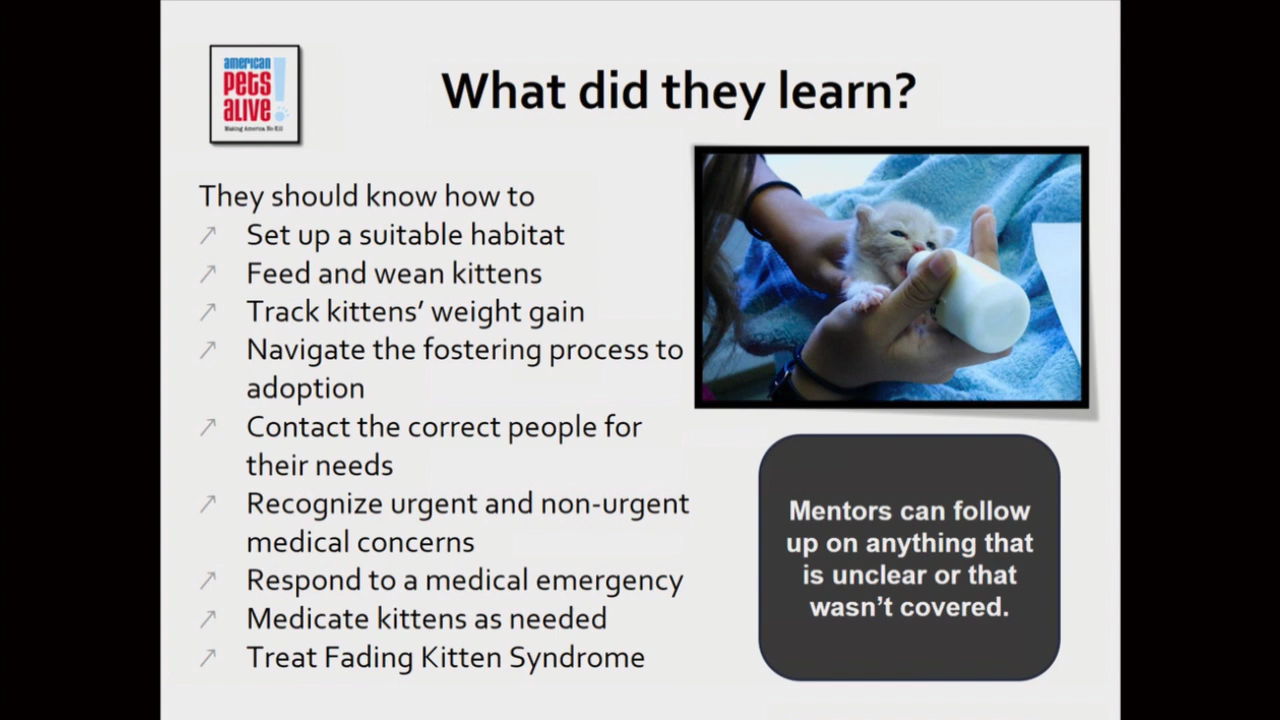 american
pets
alive!
Making America No Kill
What did they learn?
They should know how to
Set up a suitable habitat
Feed and wean kittens
Track kittens’ weight gain
Navigate the fostering process to
adoption
Contact the correct people for
their needs
Recognize urgent and non-urgent
medical concerns
Respond to a medical emergency
Medicate kittens as needed
Treat Fading Kitten Syndrome
Mentors can follow
up on anything that
is unclear or that
wasn’t covered.